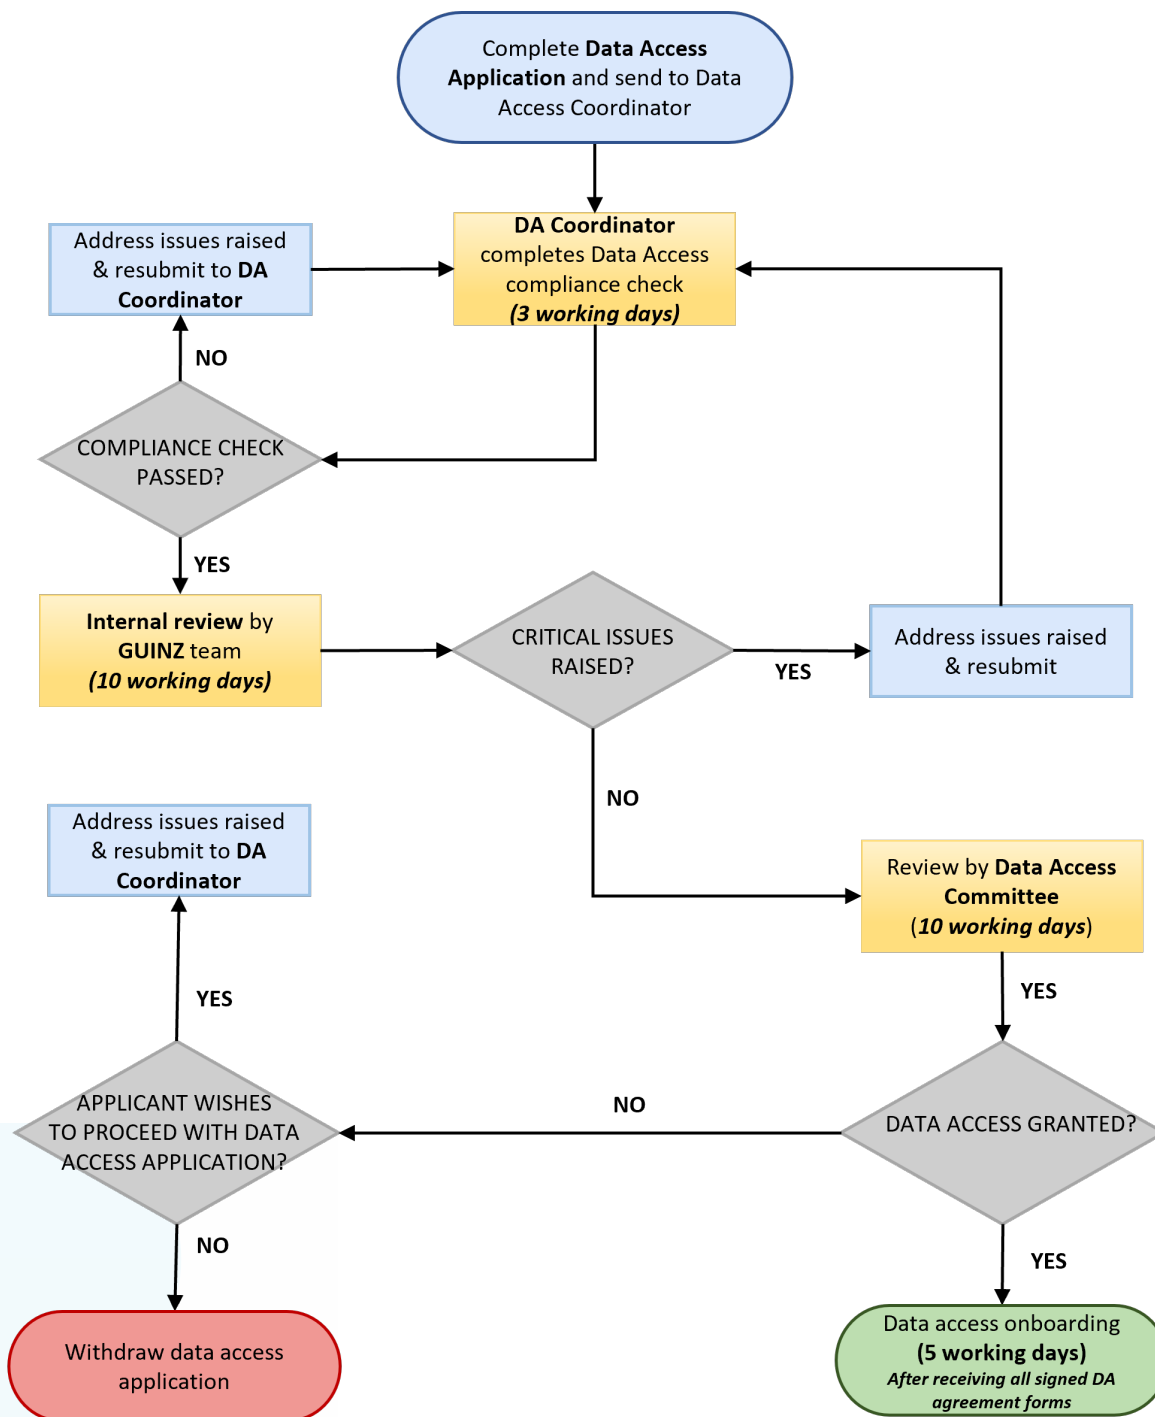 Complete Data Access
Application and send to Data
Access Coordinator
DA Coordinator
completes Data Access
compliance check
(3 working days)
Address issues raised
& resubmit to DA
Coordinator
NO
COMPLIANCE CHECK
PASSED?
YES
Internal review by
GUINZ team
(10 working days)
CRITICAL ISSUES
RAISED?
YES
Address issues raised
& resubmit
NO
Address issues raised
& resubmit to DA
Coordinator
Review by Data Access
Committee
(10 working days)
YES
YES
APPLICANT WISHES
TO PROCEED WITH DATA
ACCESS APPLICATION?
NO
DATA ACCESS GRANTED?
NO
YES
Withdraw data access
application
Data access onboarding
(5 working days)
After receiving all signed DA
agreement forms